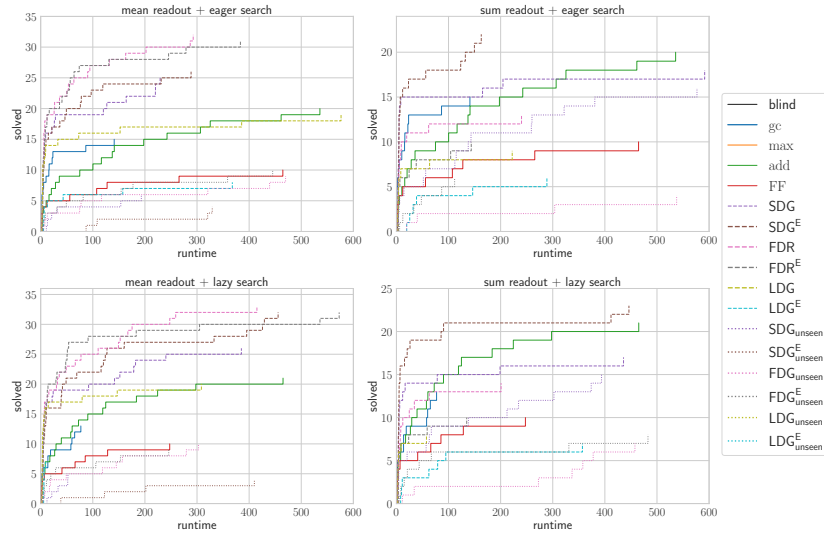 mean readout + eager search
sum readout + eager search
35
30
25
20
15
10
5
0
solved
0 100 200 300 400 500 600
runtime
20
15
10
5
0
solved
0 100 200 300 400 500 600
runtime
mean readout + lazy search
sum readout + lazy search
35
30
25
20
15
10
5
0
solved
0 100 200 300 400 500 600
runtime
25
20
15
10
5
0
solved
0 100 200 300 400 500 600
runtime
blind
gc
max
add
FF
SDG
SDG^E
FDR
FDR^E
LDG
LDG^E
SDG_unseen
SDG^E_unseen
FDG_unseen
FDG^E_unseen
LDG_unseen
LDG^E_unseen